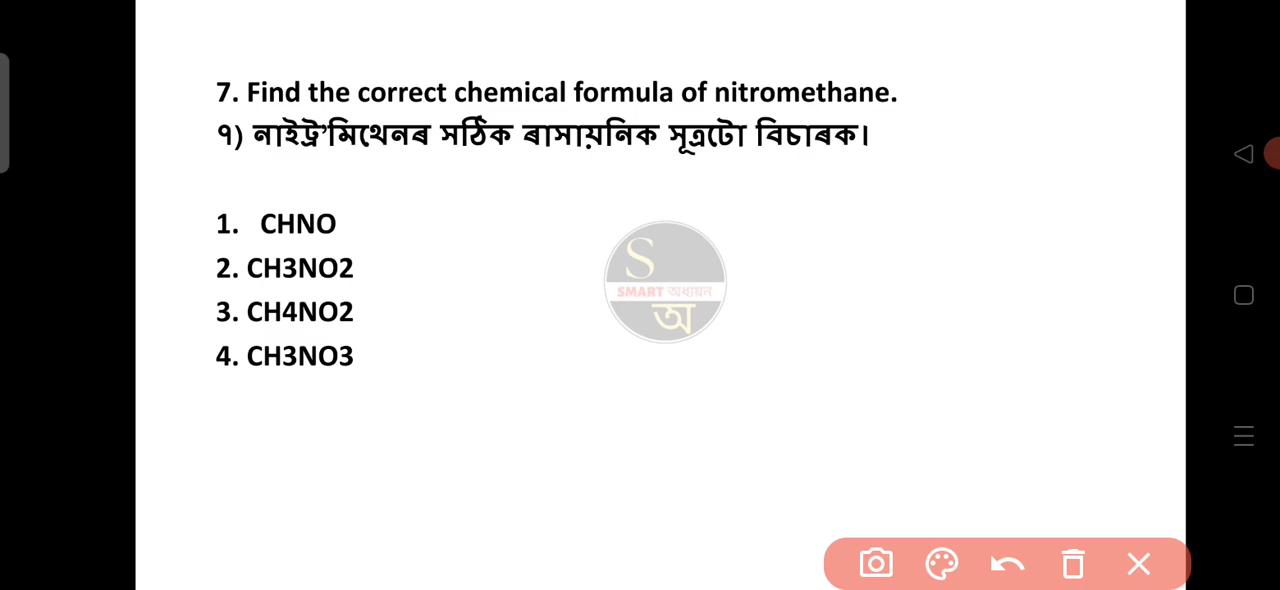 7. Find the correct chemical formula of nitromethane.
৭) নাইট্ৰ'মিথেনৰ সঠিক ৰাসায়নিক সূত্ৰটো বিচাৰক।
1. CHNO
2. CH3NO2
3. CH4NO2
4. CH3NO3
S
SMART অধ্যয়ন
অ